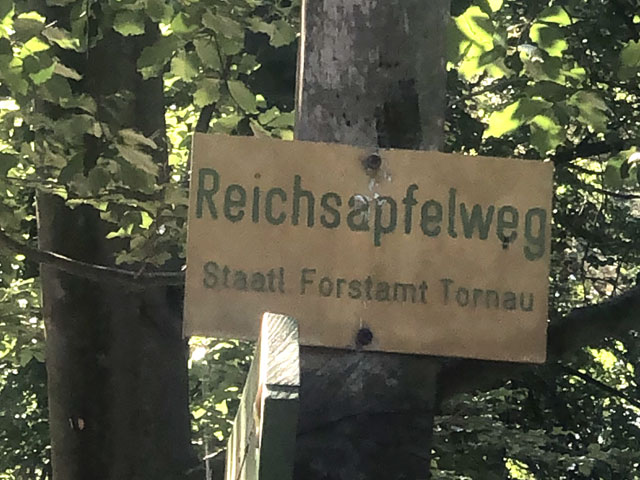 Reichsapfelweg
Staatl Forstamt Tornau